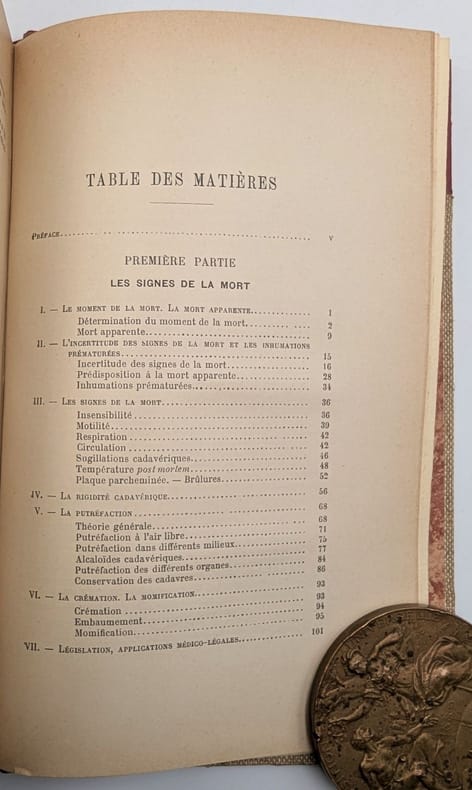 TABLE DES MATIÈRES
PRÉFACE........ V
PREMIÈRE PARTIE
LES SIGNES DE LA MORT
I. — LE MOMENT DE LA MORT. LA MORT APPARENTE........ 1
Détermination du moment de la mort........ 2
Mort apparente........ 9
II. — L'INCERTITUDE DES SIGNES DE LA MORT ET LES INHUMATIONS
PRÉMATURÉES........ 15
Incertitude des signes de la mort........ 16
Prédisposition à la mort apparente........ 28
Inhumations prématurées........ 34
III. — LES SIGNES DE LA MORT........ 36
Insensibilité........ 36
Motilité........ 39
Respiration........ 42
Circulation........ 42
Sugillations cadavériques........ 46
Température post mortem........ 48
Plaque parcheminée. — Brûlures........ 52
IV. — LA RIGIDITÉ CADAVÉRIQUE........ 56
V. — LA PUTRÉFACTION........ 68
Théorie générale........ 68
Putréfaction à l'air libre........ 71
Putréfaction dans différents milieux........ 75
Alcaloïdes cadavériques........ 77
Putréfaction des différents organes........ 84
Conservation des cadavres........ 86
VI. — LA CRÉMATION. LA MOMIFICATION........ 93
Crémation........ 93
Embaumement........ 94
Momification........ 95
VII. — LÉGISLATION, APPLICATIONS MÉDICO-LÉGALES........ 101